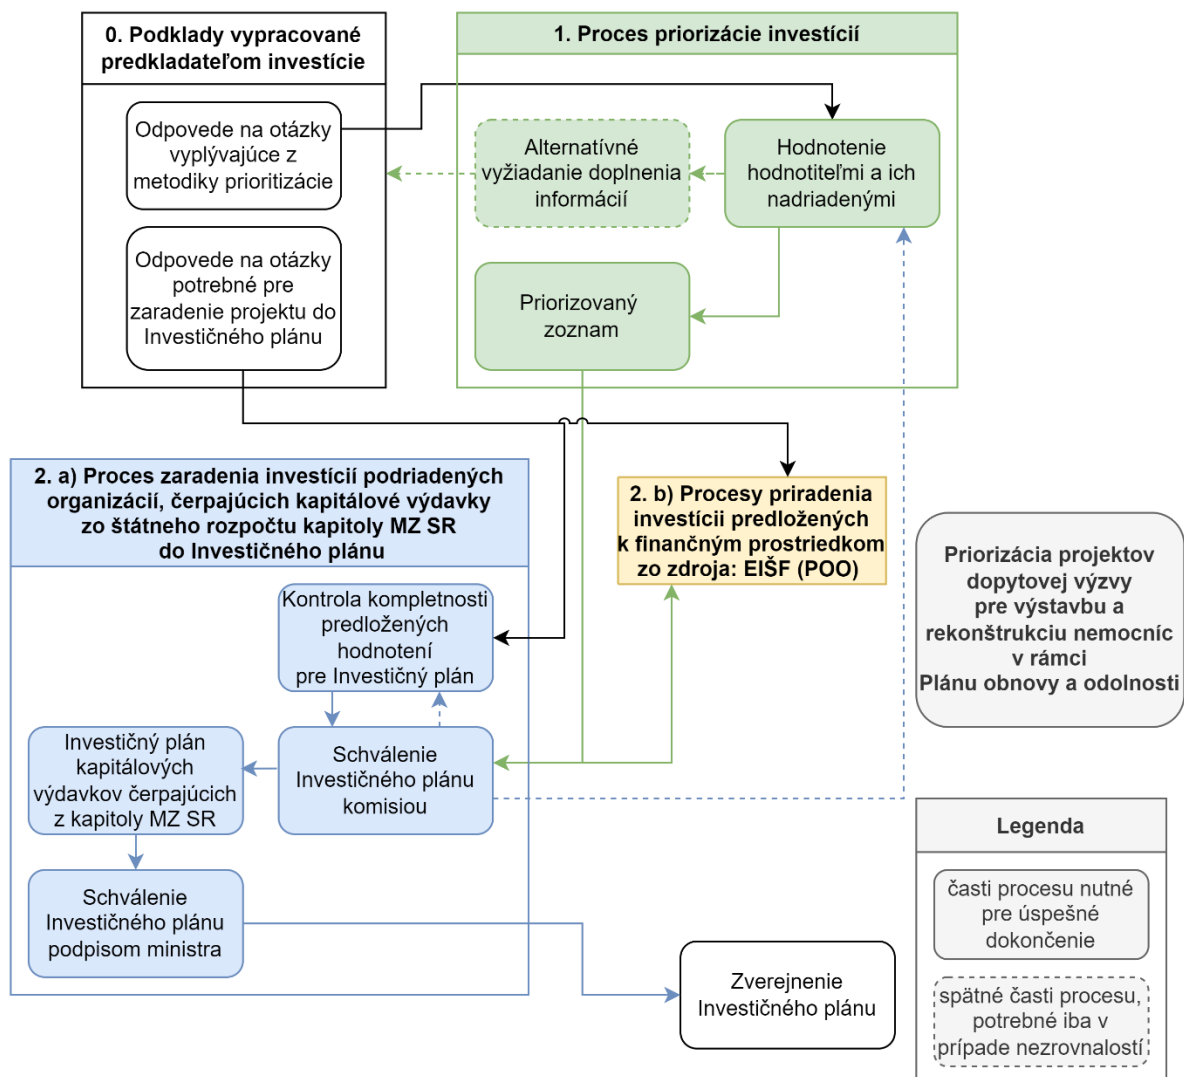 0. Podklady vypracované
predkladateľom investície
Odpovede na otázky
vyplývajúce z
metodiky prioritizácie
Odpovede na otázky
potrebné pre
zaradenie projektu do
Investičného plánu
1. Proces priorizácie investícií
Alternatívné
vyžiadanie doplnenia
informácií
Hodnotenie
hodnotiteľmi a ich
nadriadenými
Priorizovaný
zoznam
2. a) Proces zaradenia investícií podriadených
organizácií, čerpajúcich kapitálové výdavky
zo štátneho rozpočtu kapitoly MZ SR
do Investičného plánu
Kontrola kompletnosti
predložených
hodnotení
pre Investičný plán
Schválenie
Investičného plánu
komisiou
Investičný plán
kapitálových
výdavkov čerpajúcich
z kapitoly MZ SR
Schválenie
Investičného plánu
podpisom ministra
2. b) Procesy priradenia
investícii predložených
k finančným prostriedkom
zo zdroja: EIŠF (POO)
Zverejnenie
Investičného plánu
Priorizácia projektov
dopytovej výzvy
pre výstavbu a
rekonštrukciu nemocníc
v rámci
Plánu obnovy a odolnosti
Legenda
časti procesu nutné
pre úspešné
dokončenie
spätné časti procesu,
potrebné iba v
prípade nezrovnalostí